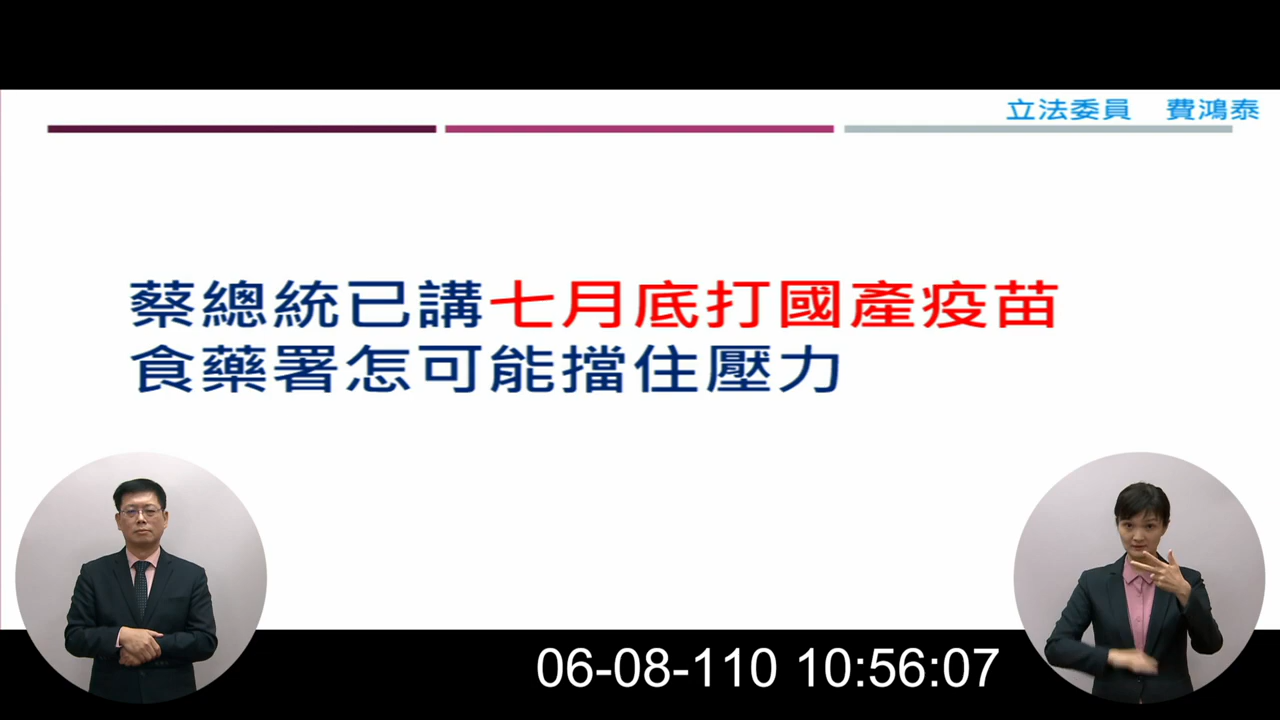 立法委員　費鴻泰
蔡總統已講七月底打國產疫苗
食藥署怎可能擋住壓力
06-08-110 10:56:07